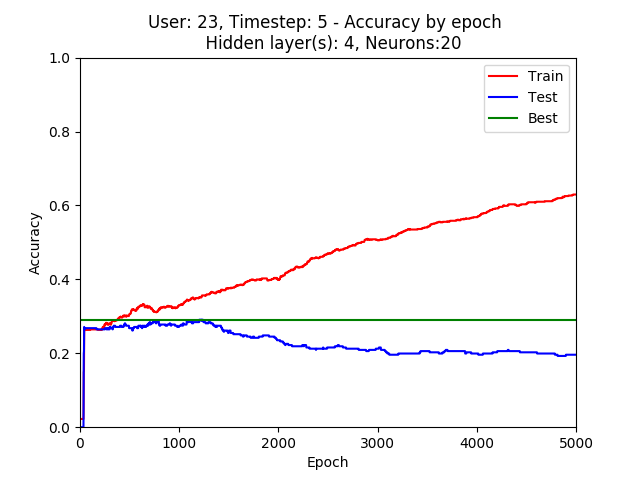 User: 23, Timestep: 5 - Accuracy by epoch
Hidden layer(s): 4, Neurons:20
1.0
0.8
0.6
0.4
0.2
0.0
Accuracy
Train
Test
Best
0 1000 2000 3000 4000 5000
Epoch